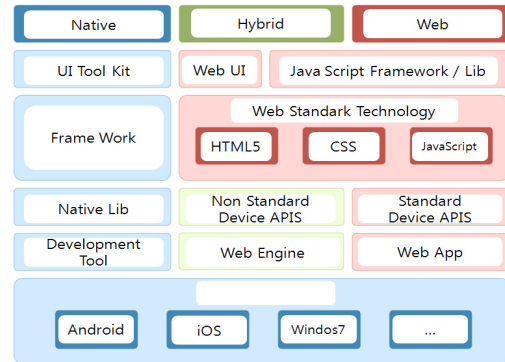 Native
Hybrid
Web
UI Tool Kit
Web UI
Java Script Framework / Lib
Frame Work
Web Standark Technology
HTML5
CSS
JavaScript
Native Lib
Non Standard
Device APIS
Standard
Device APIS
Development
Tool
Web Engine
Web App
Android
iOS
Windos7
...